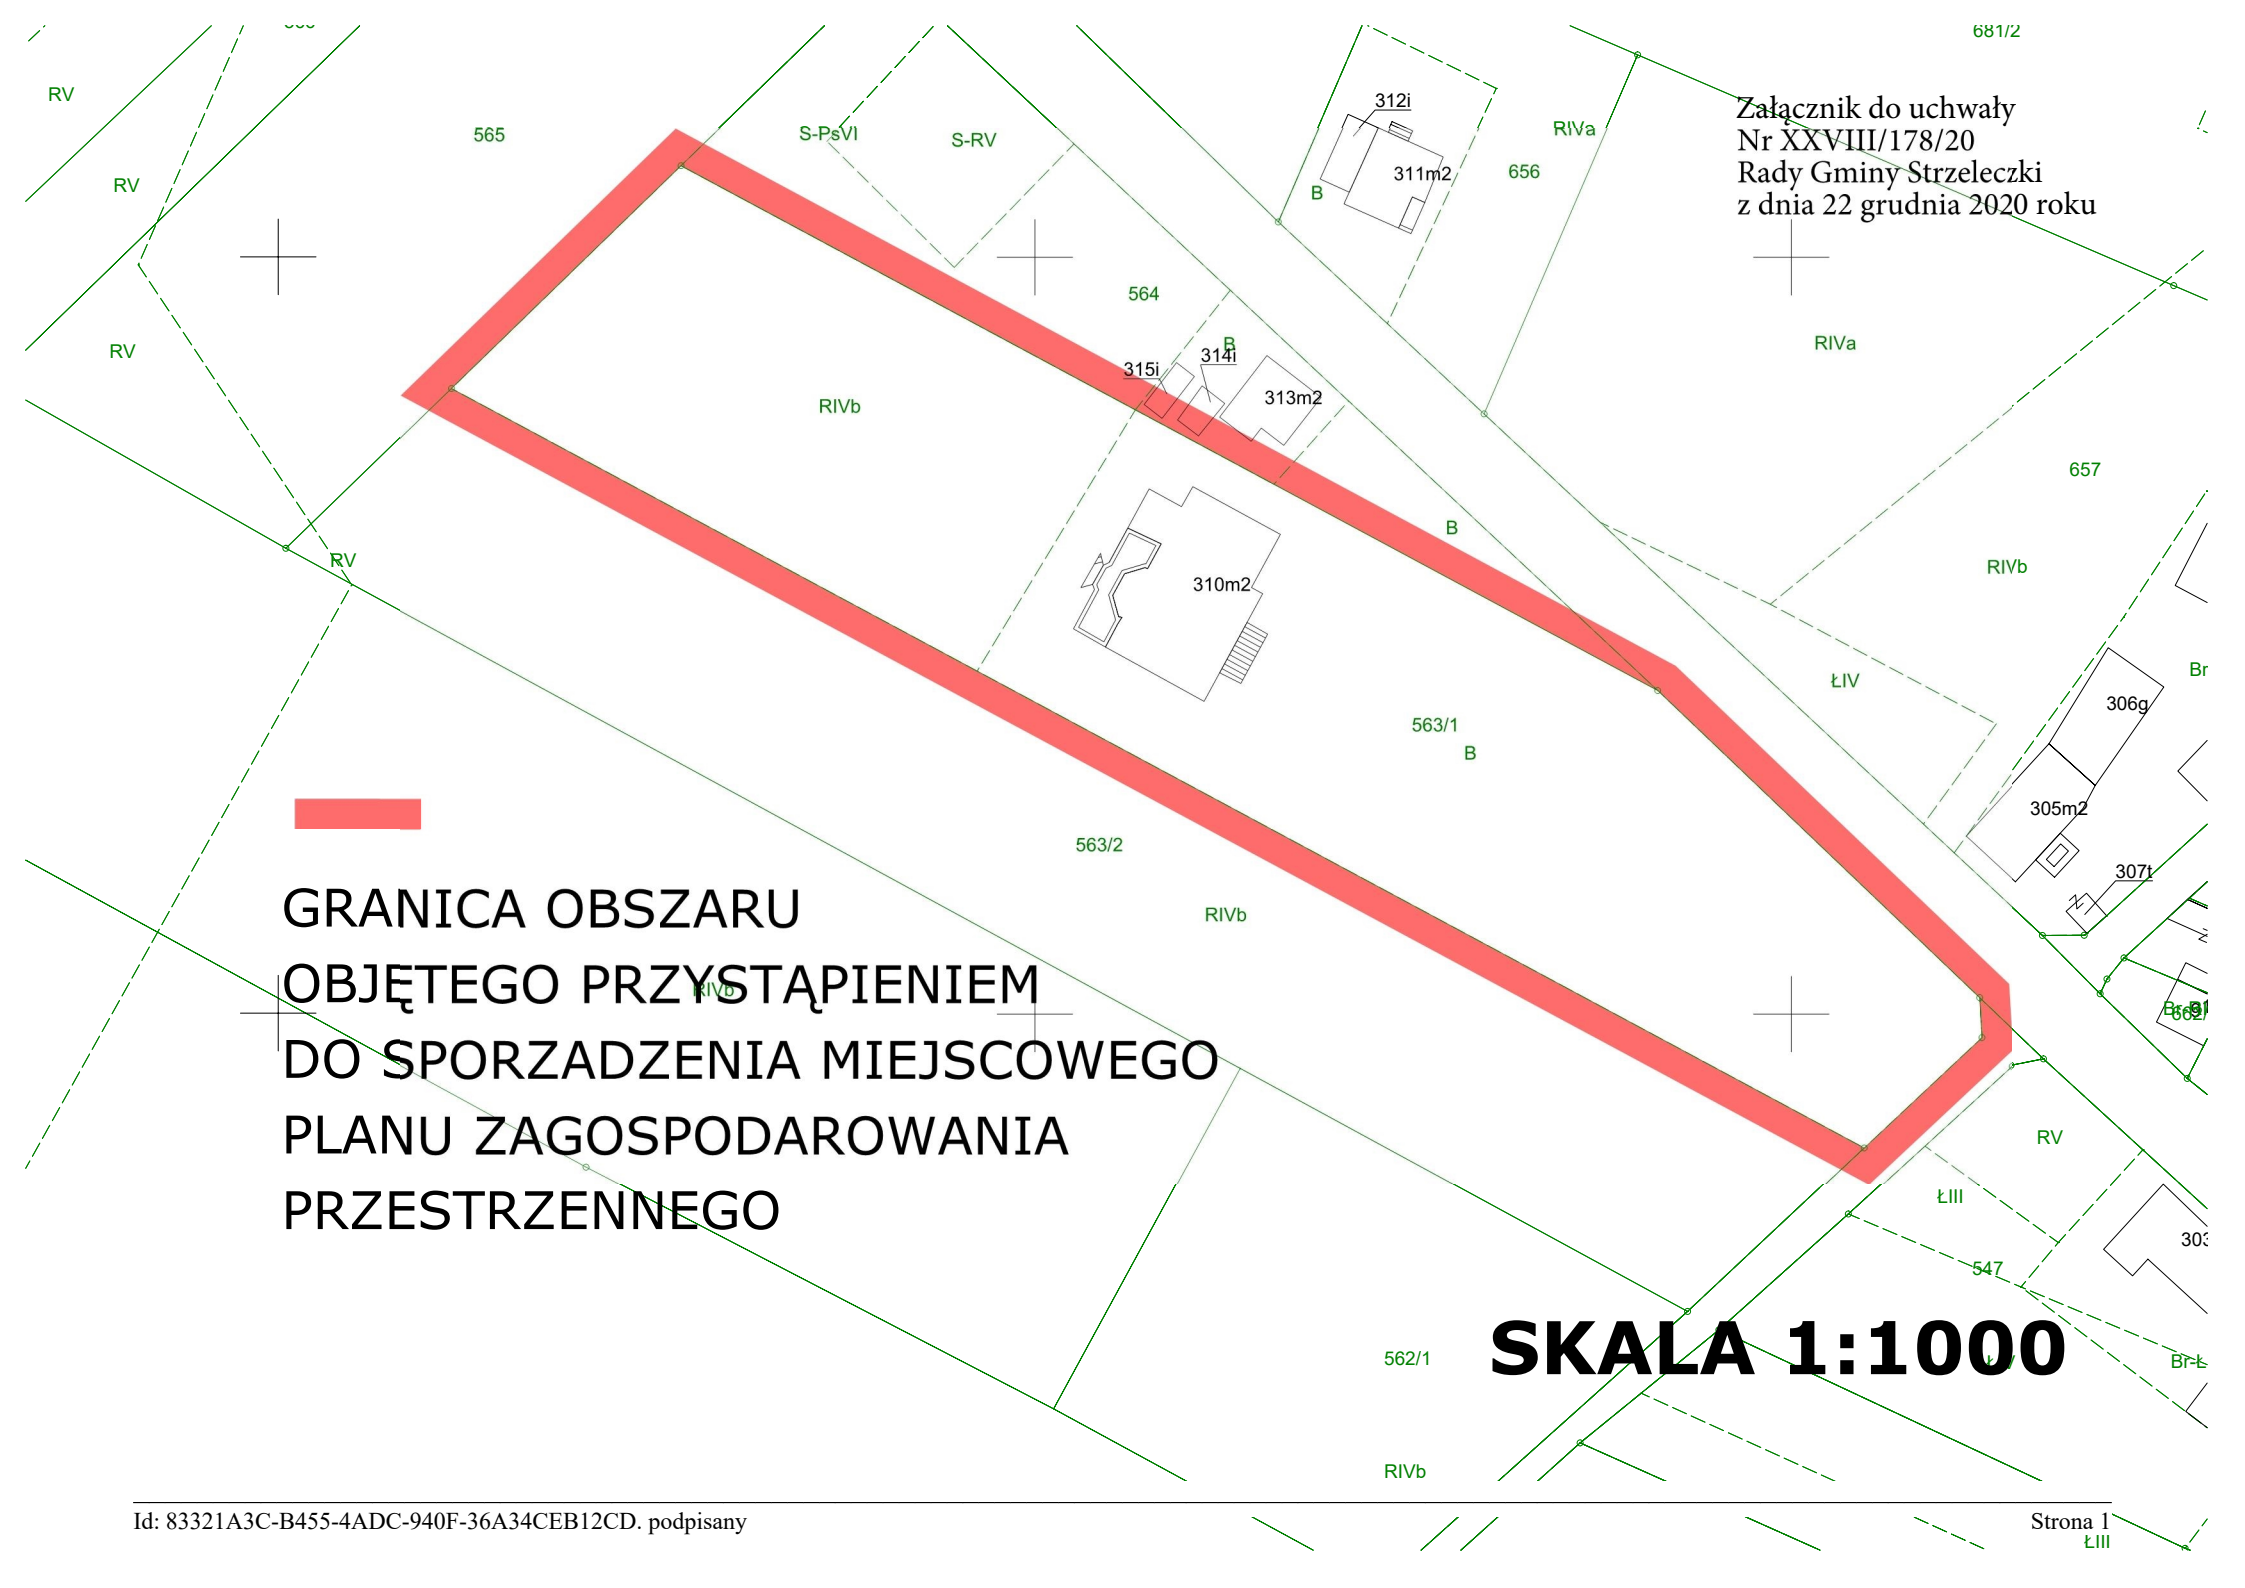 681/2
RV
312i
Załącznik do uchwały
Nr XXVIII/178/20
Rady Gminy Strzeleczki
z dnia 22 grudnia 2020 roku
565
S-PsVI
S-RV
RIVa
656
311m2
B
RV
564
RV
B
314i
315i
313m2
RIVa
RIVb
657
B
RV
310m2
RIVb
ŁIV
Br
306g
563/1
B
305m2
563/2
307t
RIVb
GRANICA OBSZARU
OBJĘTEGO PRZYSTĄPIENIEM
RIVb
DO SPORZADZENIA MIEJSCOWEGO
PLANU ZAGOSPODAROWANIA
PRZESTRZENNEGO
662/
RV
ŁIII
303
547
SKALA 1:1000
562/1
Br-Ł
RIVb
Id: 83321A3C-B455-4ADC-940F-36A34CEB12CD. podpisany
Strona 1
ŁIII